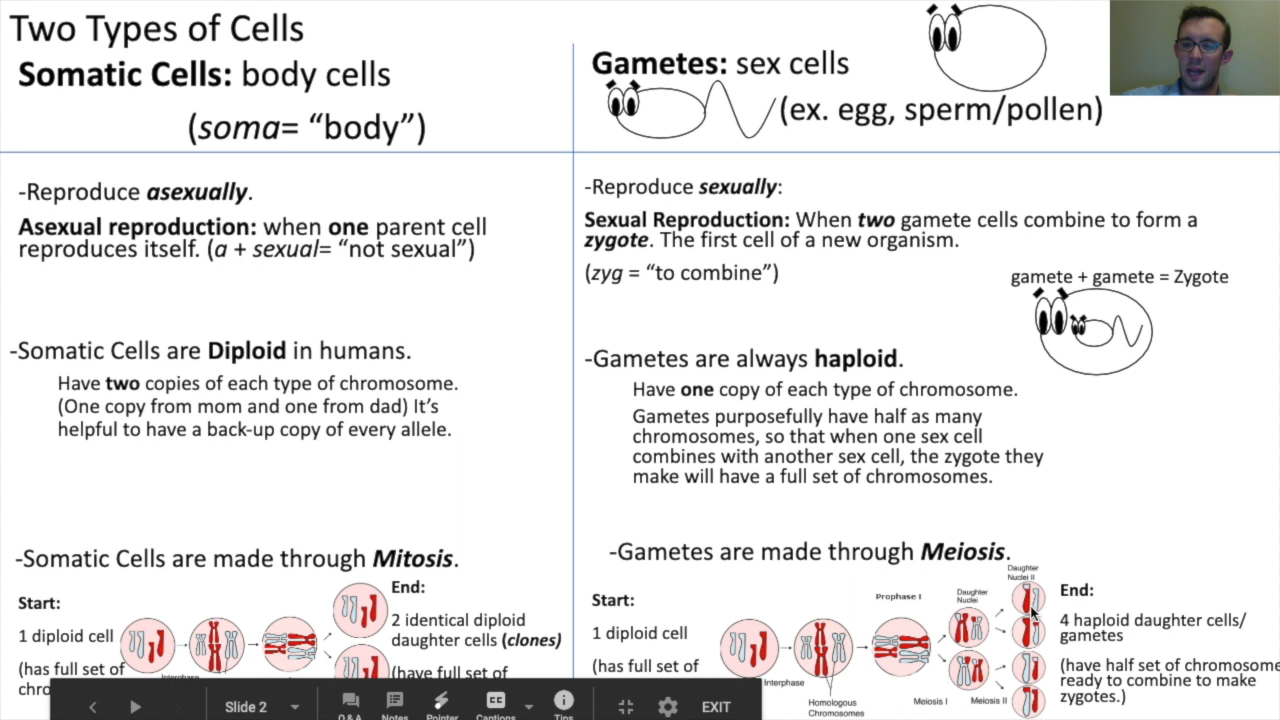 Two Types of Cells
Somatic Cells: body cells
(soma= “body”)
-Reproduce asexually.
Asexual reproduction: when one parent cell
reproduces itself. (a + sexual= “not sexual”)
-Somatic Cells are Diploid in humans.
Have two copies of each type of chromosome.
(One copy from mom and one from dad) It’s
helpful to have a back-up copy of every allele.
-Somatic Cells are made through Mitosis.
Start:
1 diploid cell
(has full set of
End:
2 identical diploid
daughter cells (clones)
(have full set of
Gametes: sex cells
(ex. egg, sperm/pollen)
-Reproduce sexually:
Sexual Reproduction: When two gamete cells combine to form a
zygote. The first cell of a new organism.
(zyg = “to combine”)
gamete + gamete = Zygote
-Gametes are always haploid.
Have one copy of each type of chromosome.
Gametes purposefully have half as many
chromosomes, so that when one sex cell
combines with another sex cell, the zygote they
make will have a full set of chromosomes.
-Gametes are made through Meiosis.
Start:
1 diploid cell
(has full set of
Interphase
Homologous
Chromosomes
Prophase I
Daughter
Nuclei
Meiosis I
Daughter
Nuclei II
Meiosis II
End:
4 haploid daughter cells/
gametes
(have half set of chromosome
ready to combine to make
zygotes.)
Slide 2
Q & A
Notes
Pointer
Captions
Tips
EXIT